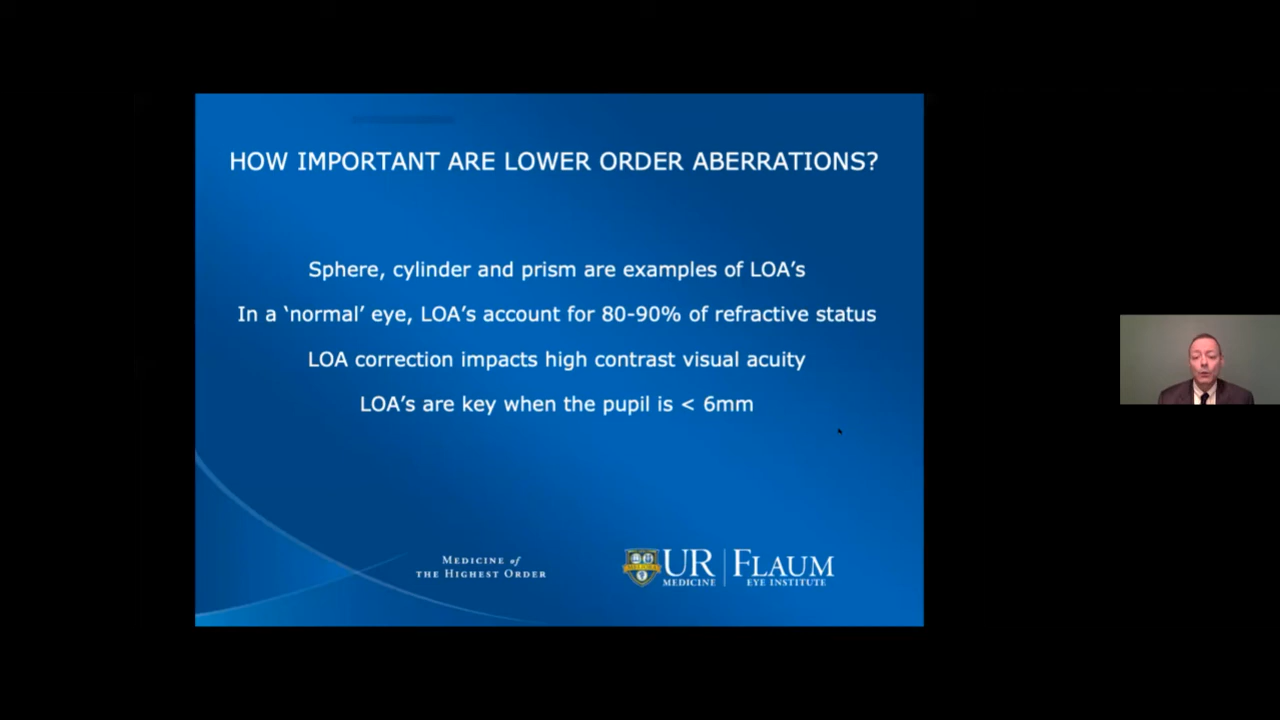 HOW IMPORTANT ARE LOWER ORDER ABERRATIONS?
Sphere, cylinder and prism are examples of LOA's
In a ‘normal’ eye, LOA’s account for 80-90% of refractive status
LOA correction impacts high contrast visual acuity
LOA’s are key when the pupil is < 6mm
MEDICINE of
THE HIGHEST ORDER
MELIORA
UR
MEDICINE
FLAUM
EYE INSTITUTE